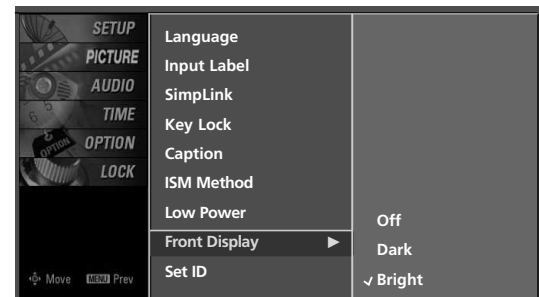 SETUP
PICTURE
AUDIO
TIME
OPTION
LOCK
Move MENU Prev
Language
Input Label
SimpLink
Key Lock
Caption
ISM Method
Low Power
Front Display ►
Set ID
Off
Dark
✓ Bright